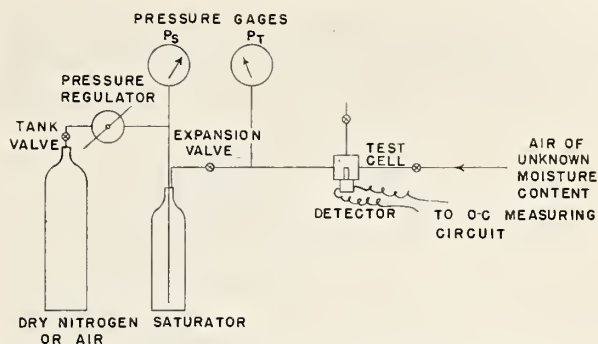 PRESSURE GAGES
PS
PT
PRESSURE
REGULATOR
TANK
VALVE
EXPANSION
VALVE
TEST
CELL
AIR OF
UNKNOWN
MOISTURE
CONTENT
DETECTOR
TO O-C MEASURING
CIRCUIT
DRY NITROGEN
OR AIR
SATURATOR